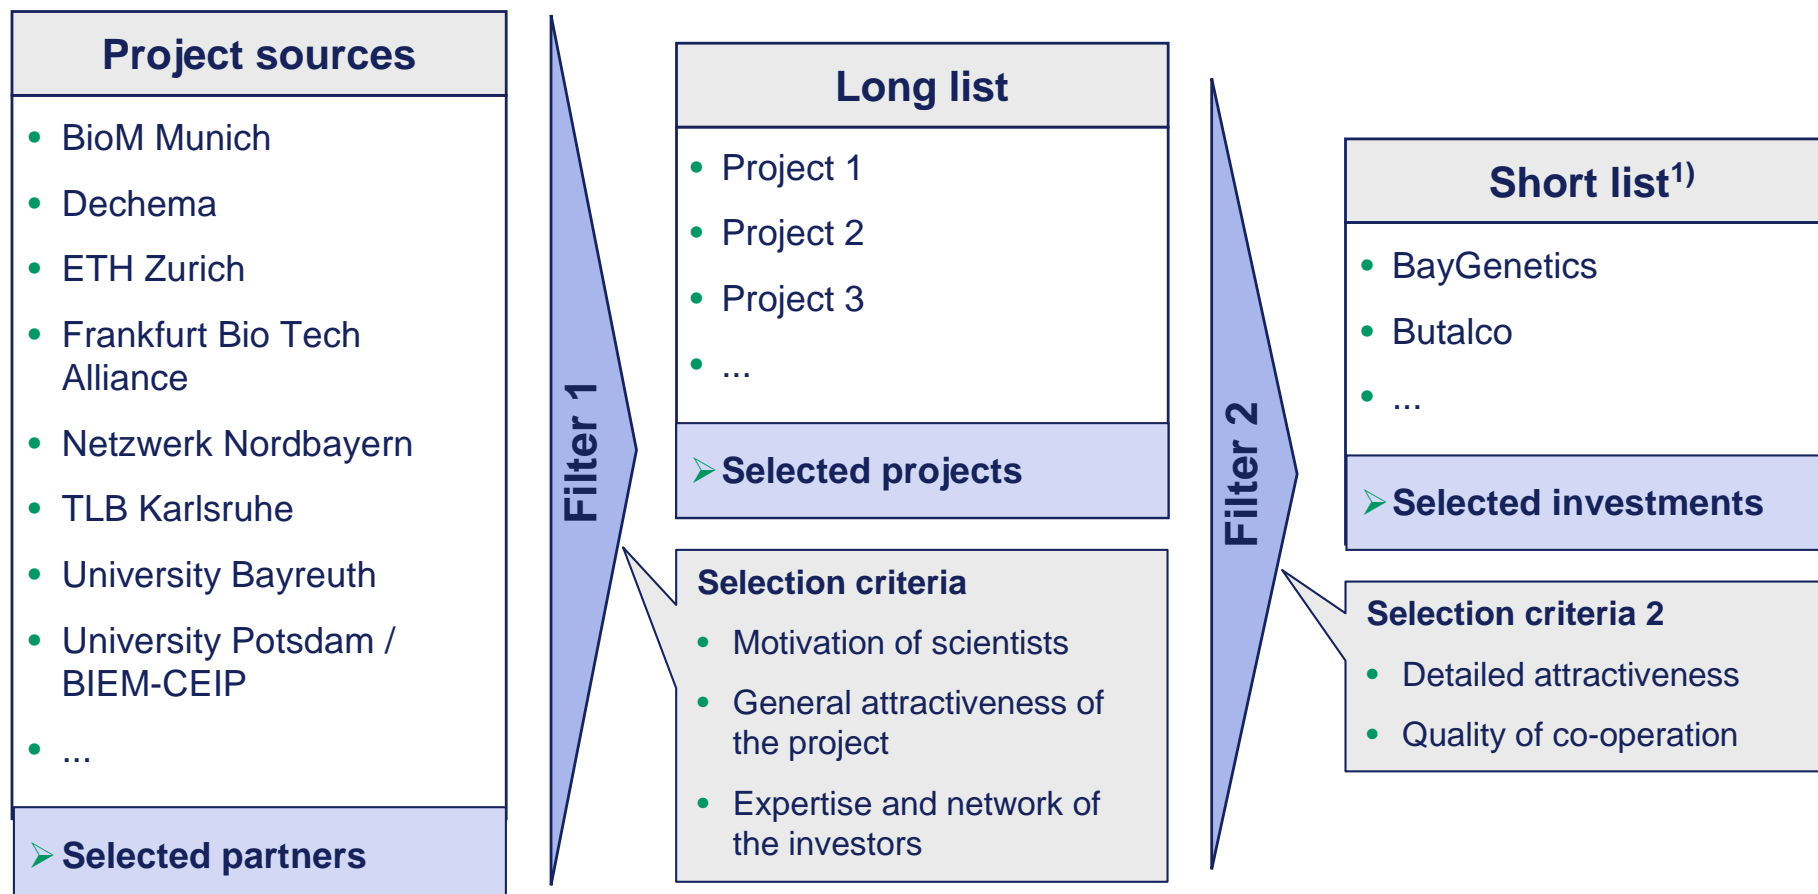 Project sources
• BioM Munich
• Dechema
• ETH Zurich
• Frankfurt Bio Tech
Alliance
• Netzwerk Nordbayern
• TLB Karlsruhe
• University Bayreuth
• University Potsdam /
BIEM-CEIP
• ...
➢ Selected partners
Filter 1
Long list
• Project 1
• Project 2
• Project 3
• ...
➢ Selected projects
Selection criteria
• Motivation of scientists
• General attractiveness of
the project
• Expertise and network of
the investors
Filter 2
Short list1)
• BayGenetics
• Butalco
• ...
➢ Selected investments
Selection criteria 2
• Detailed attractiveness
• Quality of co-operation